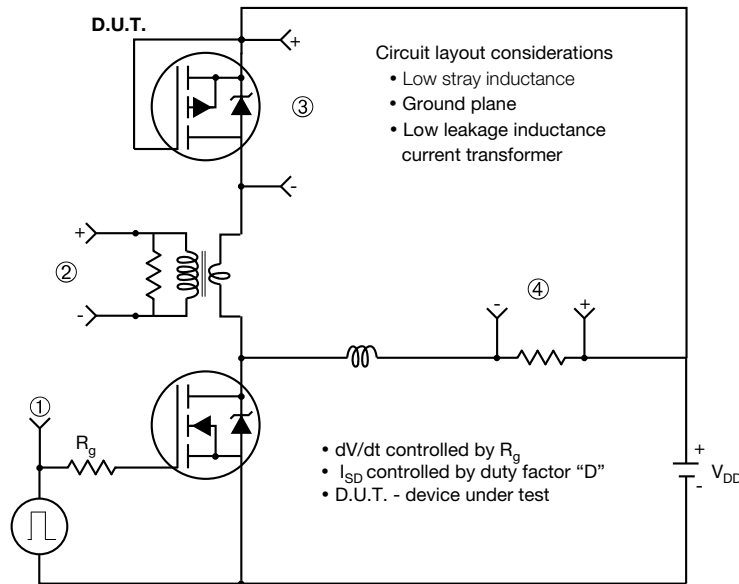 D.U.T.
+
Circuit layout considerations
• Low stray inductance
• Ground plane
• Low leakage inductance
current transformer
③
-
+
②
-
④
- +
①
Rg
• dV/dt controlled by Rg
• ISD controlled by duty factor “D”
• D.U.T. - device under test
+
VDD
-